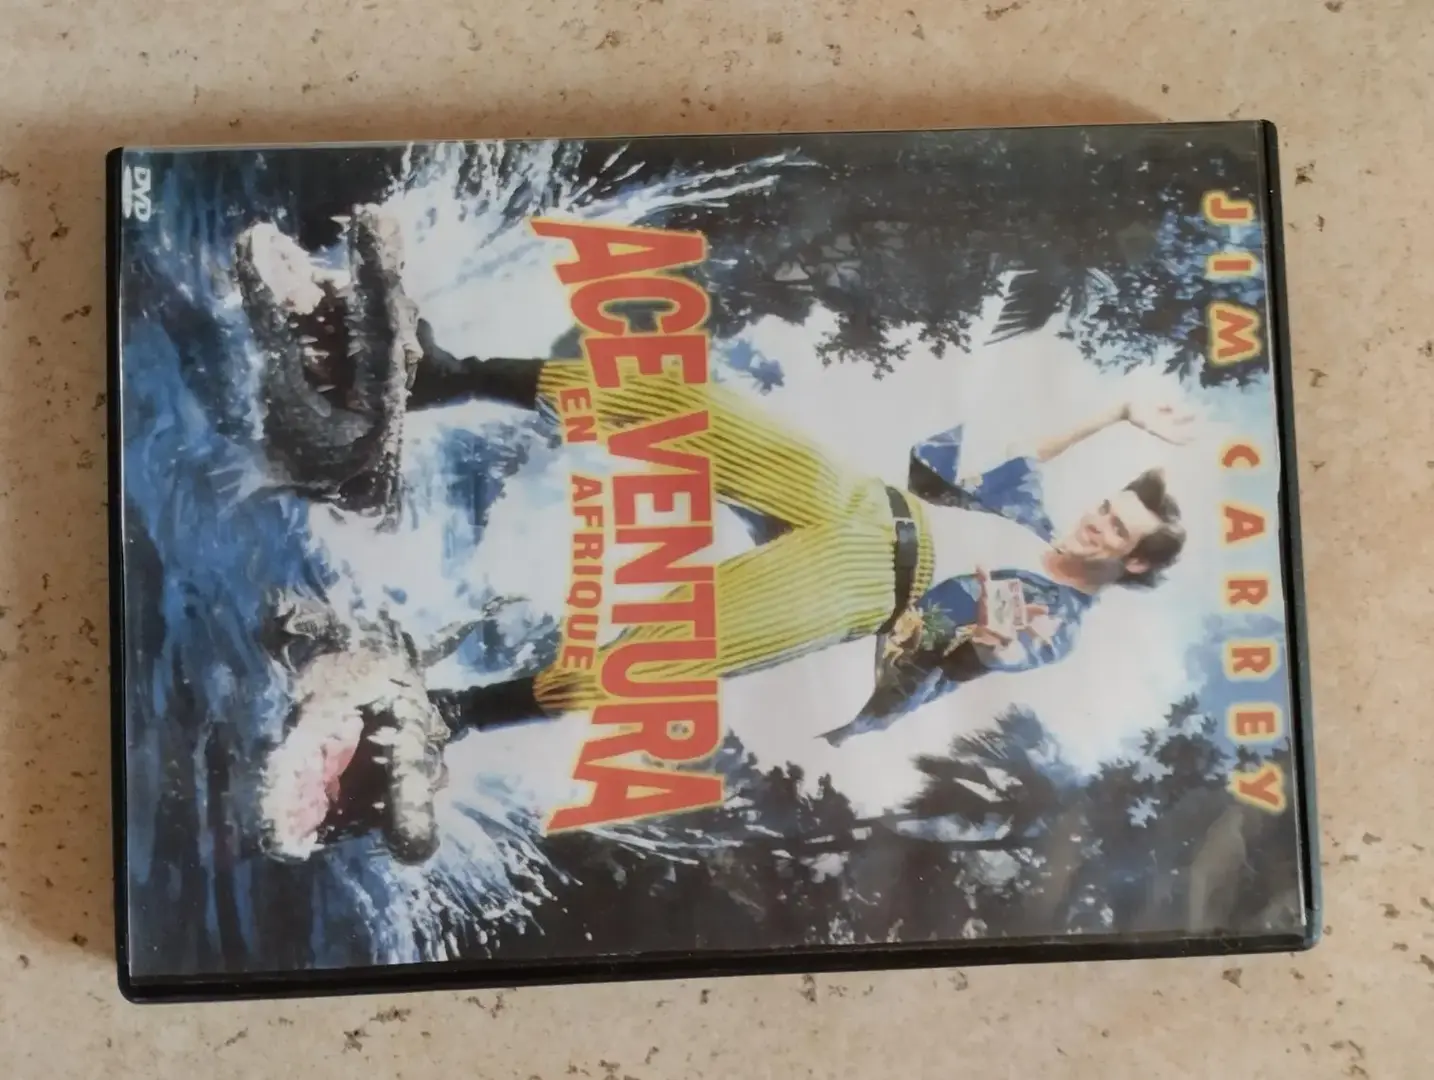 JIM CARREY
ACE VENTURA
EN AFRIQUE
DVD